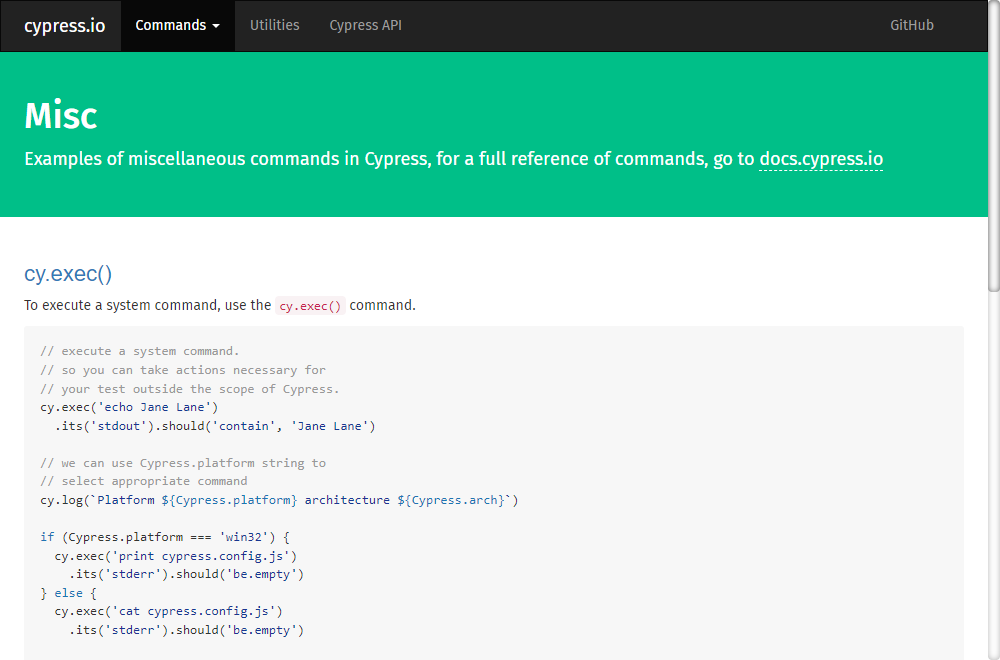 cypress.io Commands Utilities Cypress API GitHub
Misc
Examples of miscellaneous commands in Cypress, for a full reference of commands, go to docs.cypress.io
cy.exec()
To execute a system command, use the cy.exec() command.
// execute a system command.
// so you can take actions necessary for
// your test outside the scope of Cypress.
cy.exec('echo Jane Lane')
  .its('stdout').should('contain', 'Jane Lane')
// we can use Cypress.platform string to
// select appropriate command
cy.log(`Platform ${Cypress.platform} architecture ${Cypress.arch}`)
if (Cypress.platform === 'win32') {
  cy.exec('print cypress.config.js')
    .its('stderr').should('be.empty')
} else {
  cy.exec('cat cypress.config.js')
    .its('stderr').should('be.empty')